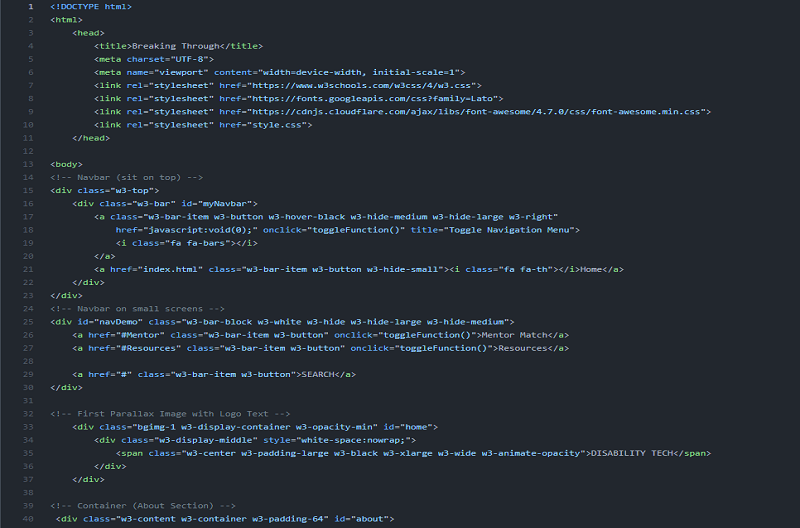 1 <!DOCTYPE html>
2 <html>
3 <head>
4 <title>Breaking Through</title>
5 <meta charset="UTF-8">
6 <meta name="viewport" content="width=device-width, initial-scale=1">
7 <link rel="stylesheet" href="https://www.w3schools.com/w3css/4/w3.css">
8 <link rel="stylesheet" href="https://fonts.googleapis.com/css?family=Lato">
9 <link rel="stylesheet" href="https://cdnjs.cloudflare.com/ajax/libs/font-awesome/4.7.0/css/font-awesome.min.css">
10 <link rel="stylesheet" href="style.css">
11 </head>
12
13 <body>
14 <!-- Navbar (sit on top) -->
15 <div class="w3-top">
16 <div class="w3-bar" id="myNavbar">
17 <a class="w3-bar-item w3-button w3-hover-black w3-hide-medium w3-hide-large w3-right"
18 href="javascript:void(0);" onclick="toggleFunction()" title="Toggle Navigation Menu">
19 <i class="fa fa-bars"></i>
20 </a>
21 <a href="index.html" class="w3-bar-item w3-button w3-hide-small"><i class="fa fa-th"></i>Home</a>
22 </div>
23 </div>
24 <!-- Navbar on small screens -->
25 <div id="navDemo" class="w3-bar-block w3-white w3-hide w3-hide-large w3-hide-medium">
26 <a href="#Mentor" class="w3-bar-item w3-button" onclick="toggleFunction()">Mentor Match</a>
27 <a href="#Resources" class="w3-bar-item w3-button" onclick="toggleFunction()">Resources</a>
28
29 <a href="#" class="w3-bar-item w3-button">SEARCH</a>
30 </div>
31
32 <!-- First Parallax Image with Logo Text -->
33 <div class="bgimg-1 w3-display-container w3-opacity-min" id="home">
34 <div class="w3-display-middle" style="white-space:nowrap;">
35 <span class="w3-center w3-padding-large w3-black w3-xlarge w3-wide w3-animate-opacity">DISABILITY TECH</span>
36 </div>
37 </div>
38
39 <!-- Container (About Section) -->
40 <div class="w3-content w3-container w3-padding-64" id="about">